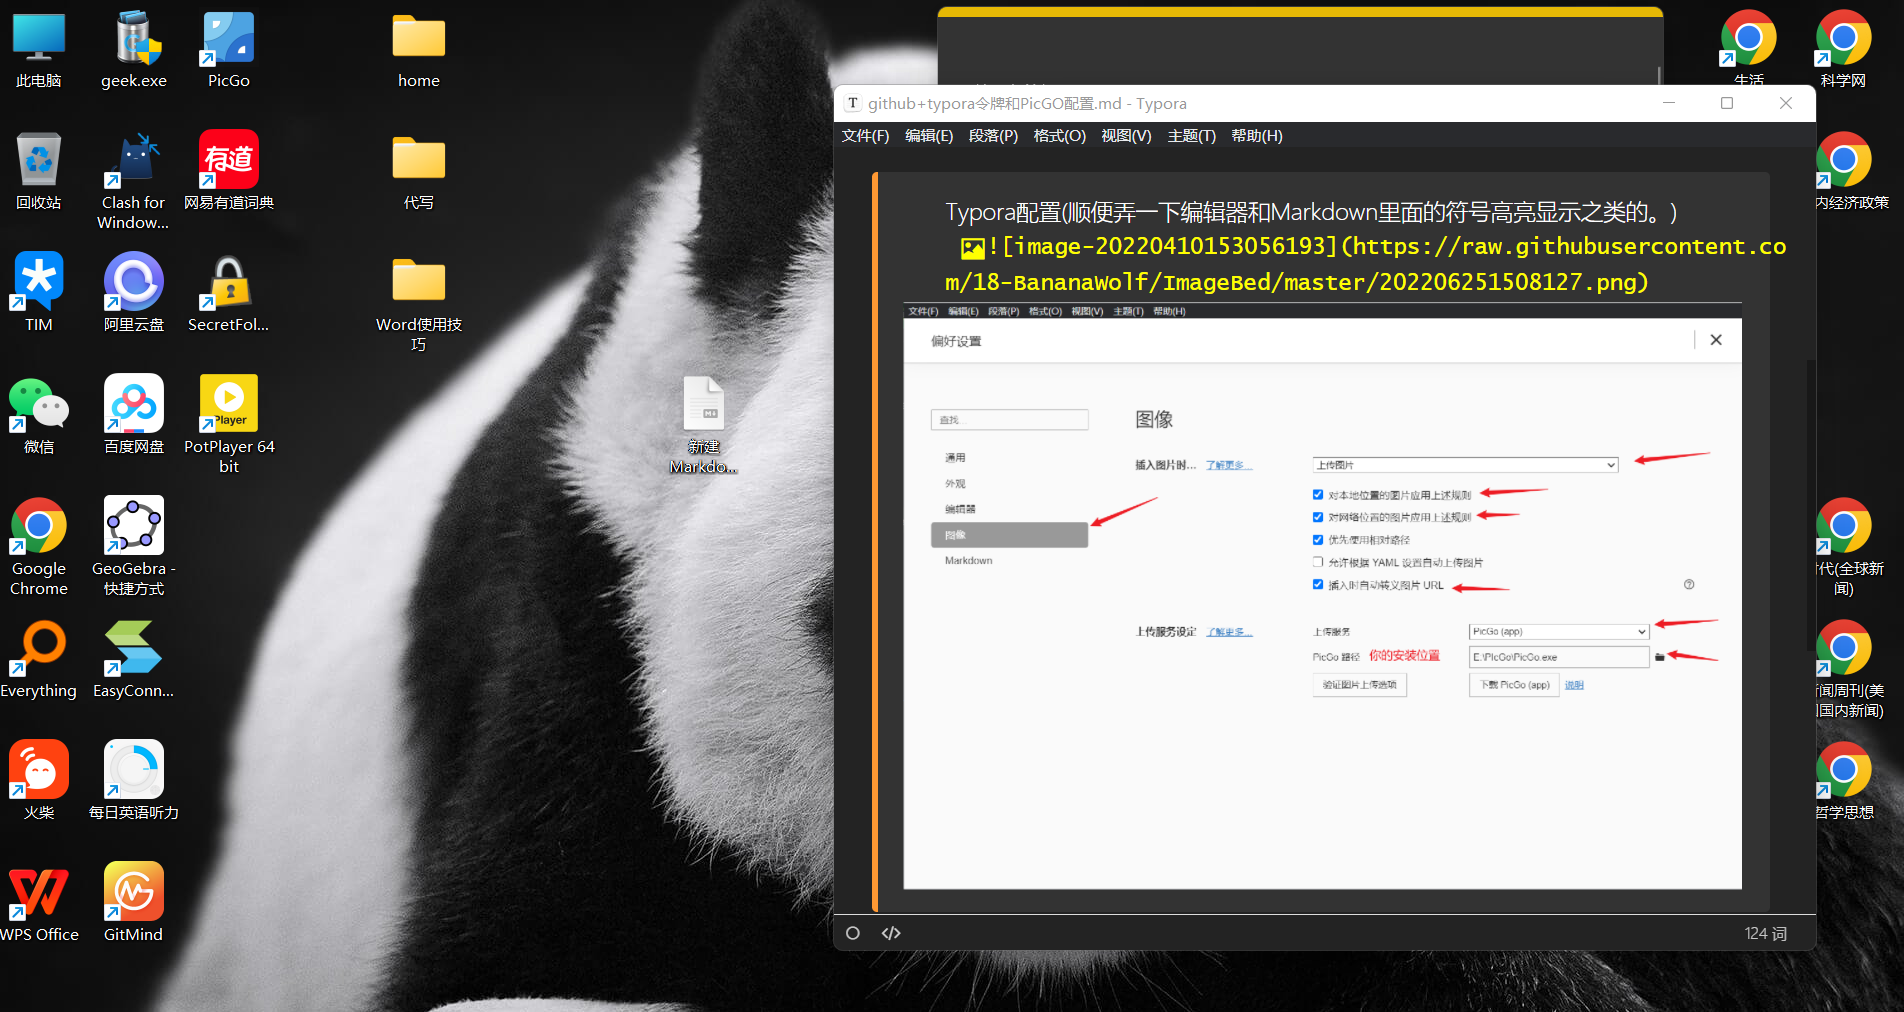 此电脑
geek.exe
PicGo
home
生活
科学网
回收站
Clash for
Window...
网易有道词典
代写
内经济政策
TIM
阿里云盘
SecretFol...
Word使用技
巧
微信
百度网盘
PotPlayer 64
bit
新建
Markdo...
Google
Chrome
GeoGebra -
快捷方式
代(全球新
闻)
Everything
EasyConn...
闻周刊(美
国国内新闻)
火柴
每日英语听力
哲学思想
WPS Office
GitMind
github+typora令牌和PicGO配置.md - Typora
文件(F) 编辑(E) 段落(P) 格式(O) 视图(V) 主题(T) 帮助(H)
Typora配置(顺便弄一下编辑器和Markdown里面的符号高亮显示之类的。)
![image-20220410153056193](https://raw.githubusercontent.co
m/18-BananaWolf/ImageBed/master/202206251508127.png)
文件(F) 编辑(E) 段落(P) 格式(O) 视图(V) 主题(T) 帮助(H)
偏好设置
查找...
通用
外观
编辑器
图像
Markdown
图像
插入图片时... 了解更多... 上传图片
对本地位置的图片应用上述规则
对网络位置的图片应用上述规则
优先使用相对路径
允许根据 YAML 设置自动上传图片
插入时自动转义图片 URL
上传服务设定 了解更多... 上传服务 PicGo (app)
PicGo 路径 你的安装位置 E:\PicGo\PicGo.exe
验证图片上传选项 下载 PicGo (app) 说明
124 词